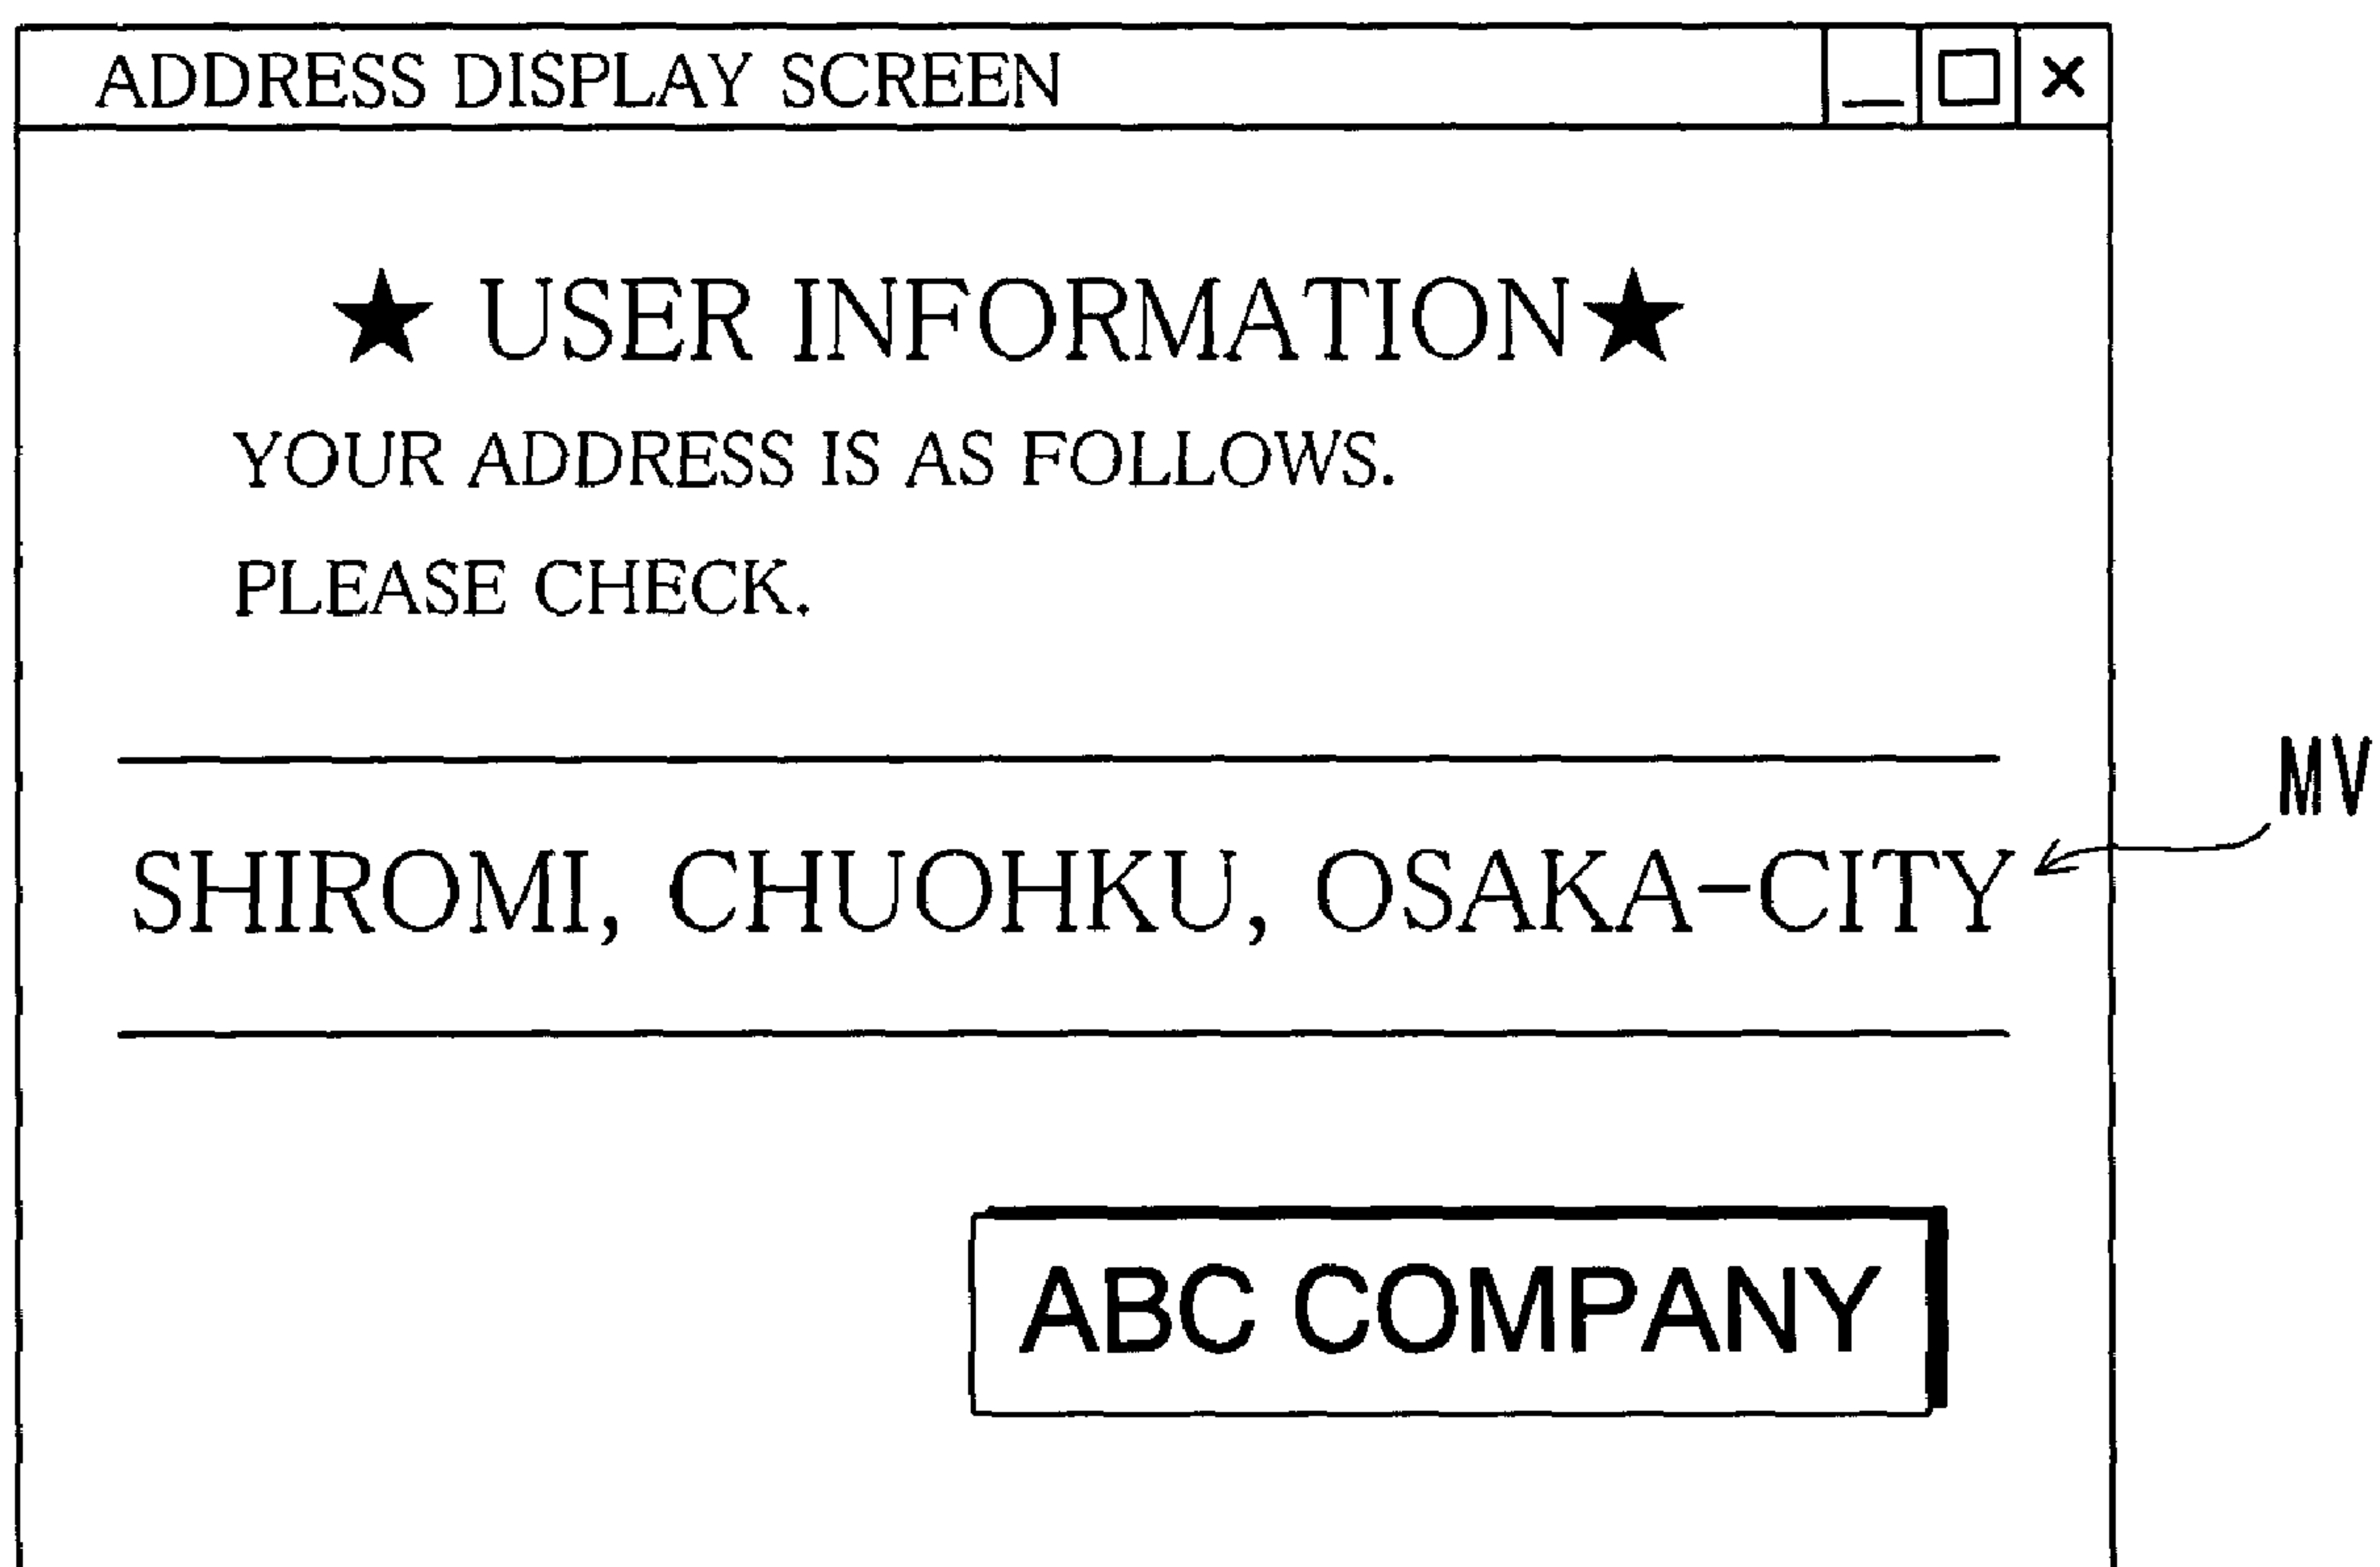 ADDRESS DISPLAY SCREEN
★ USER INFORMATION★
YOUR ADDRESS IS AS FOLLOWS.
PLEASE CHECK.
MV
SHIROMI, CHUOHKU, OSAKA-CITY
ABC COMPANY